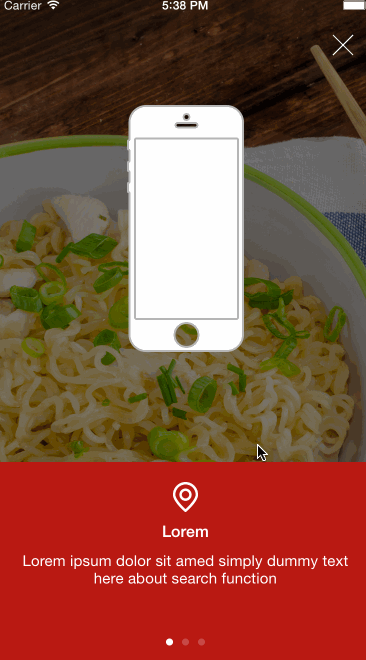 Carrier
5:38 PM
Lorem
Lorem ipsum dolor sit amed simply dummy text
here about search function